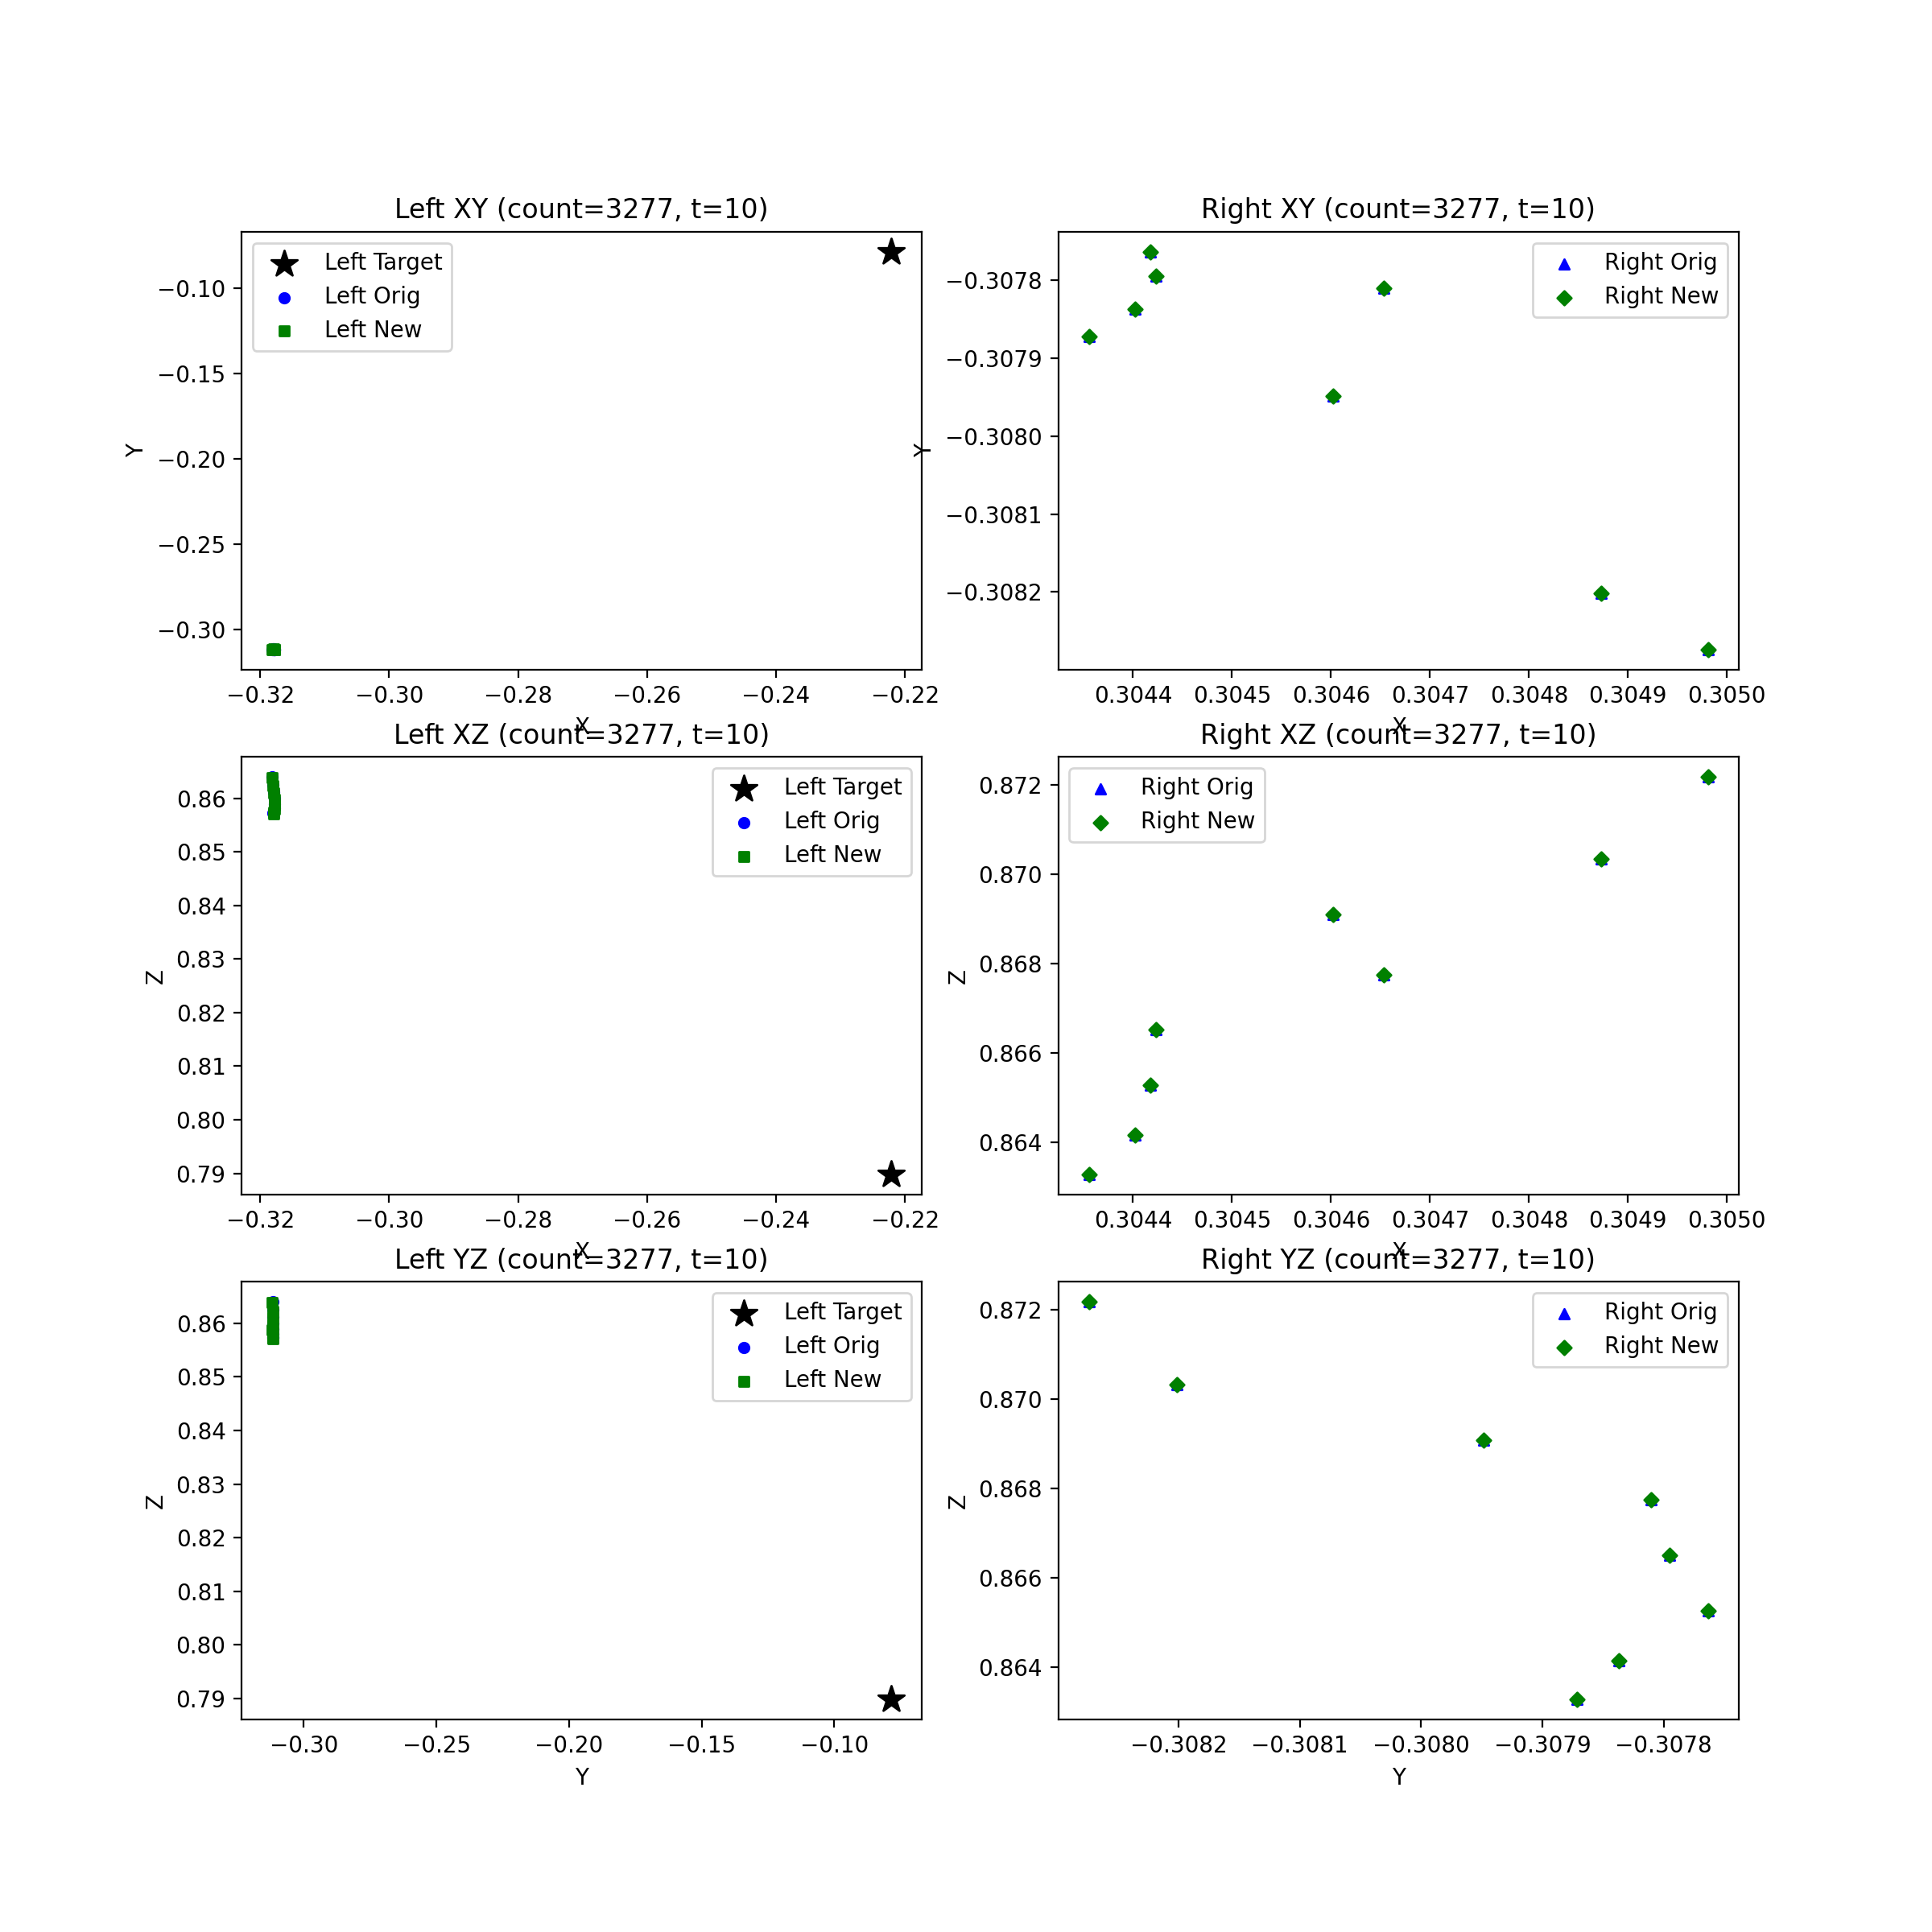 Left XY (count=3277, t=10)
Left Target
Left Orig
Left New
−0.10
−0.15
−0.20
−0.25
−0.30
Y
−0.32 −0.30 −0.28 −0.26 −0.24 −0.22
X
Right XY (count=3277, t=10)
Right Orig
Right New
−0.3078
−0.3079
−0.3080
−0.3081
−0.3082
Y
0.3044 0.3045 0.3046 0.3047 0.3048 0.3049 0.3050
X
Left XZ (count=3277, t=10)
Left Target
Left Orig
Left New
0.86
0.85
0.84
0.83
0.82
0.81
0.80
0.79
Z
−0.32 −0.30 −0.28 −0.26 −0.24 −0.22
X
Right XZ (count=3277, t=10)
Right Orig
Right New
0.872
0.870
0.868
0.866
0.864
Z
0.3044 0.3045 0.3046 0.3047 0.3048 0.3049 0.3050
X
Left YZ (count=3277, t=10)
Left Target
Left Orig
Left New
0.86
0.85
0.84
0.83
0.82
0.81
0.80
0.79
Z
−0.30 −0.25 −0.20 −0.15 −0.10
Y
Right YZ (count=3277, t=10)
Right Orig
Right New
0.872
0.870
0.868
0.866
0.864
Z
−0.3082 −0.3081 −0.3080 −0.3079 −0.3078
Y